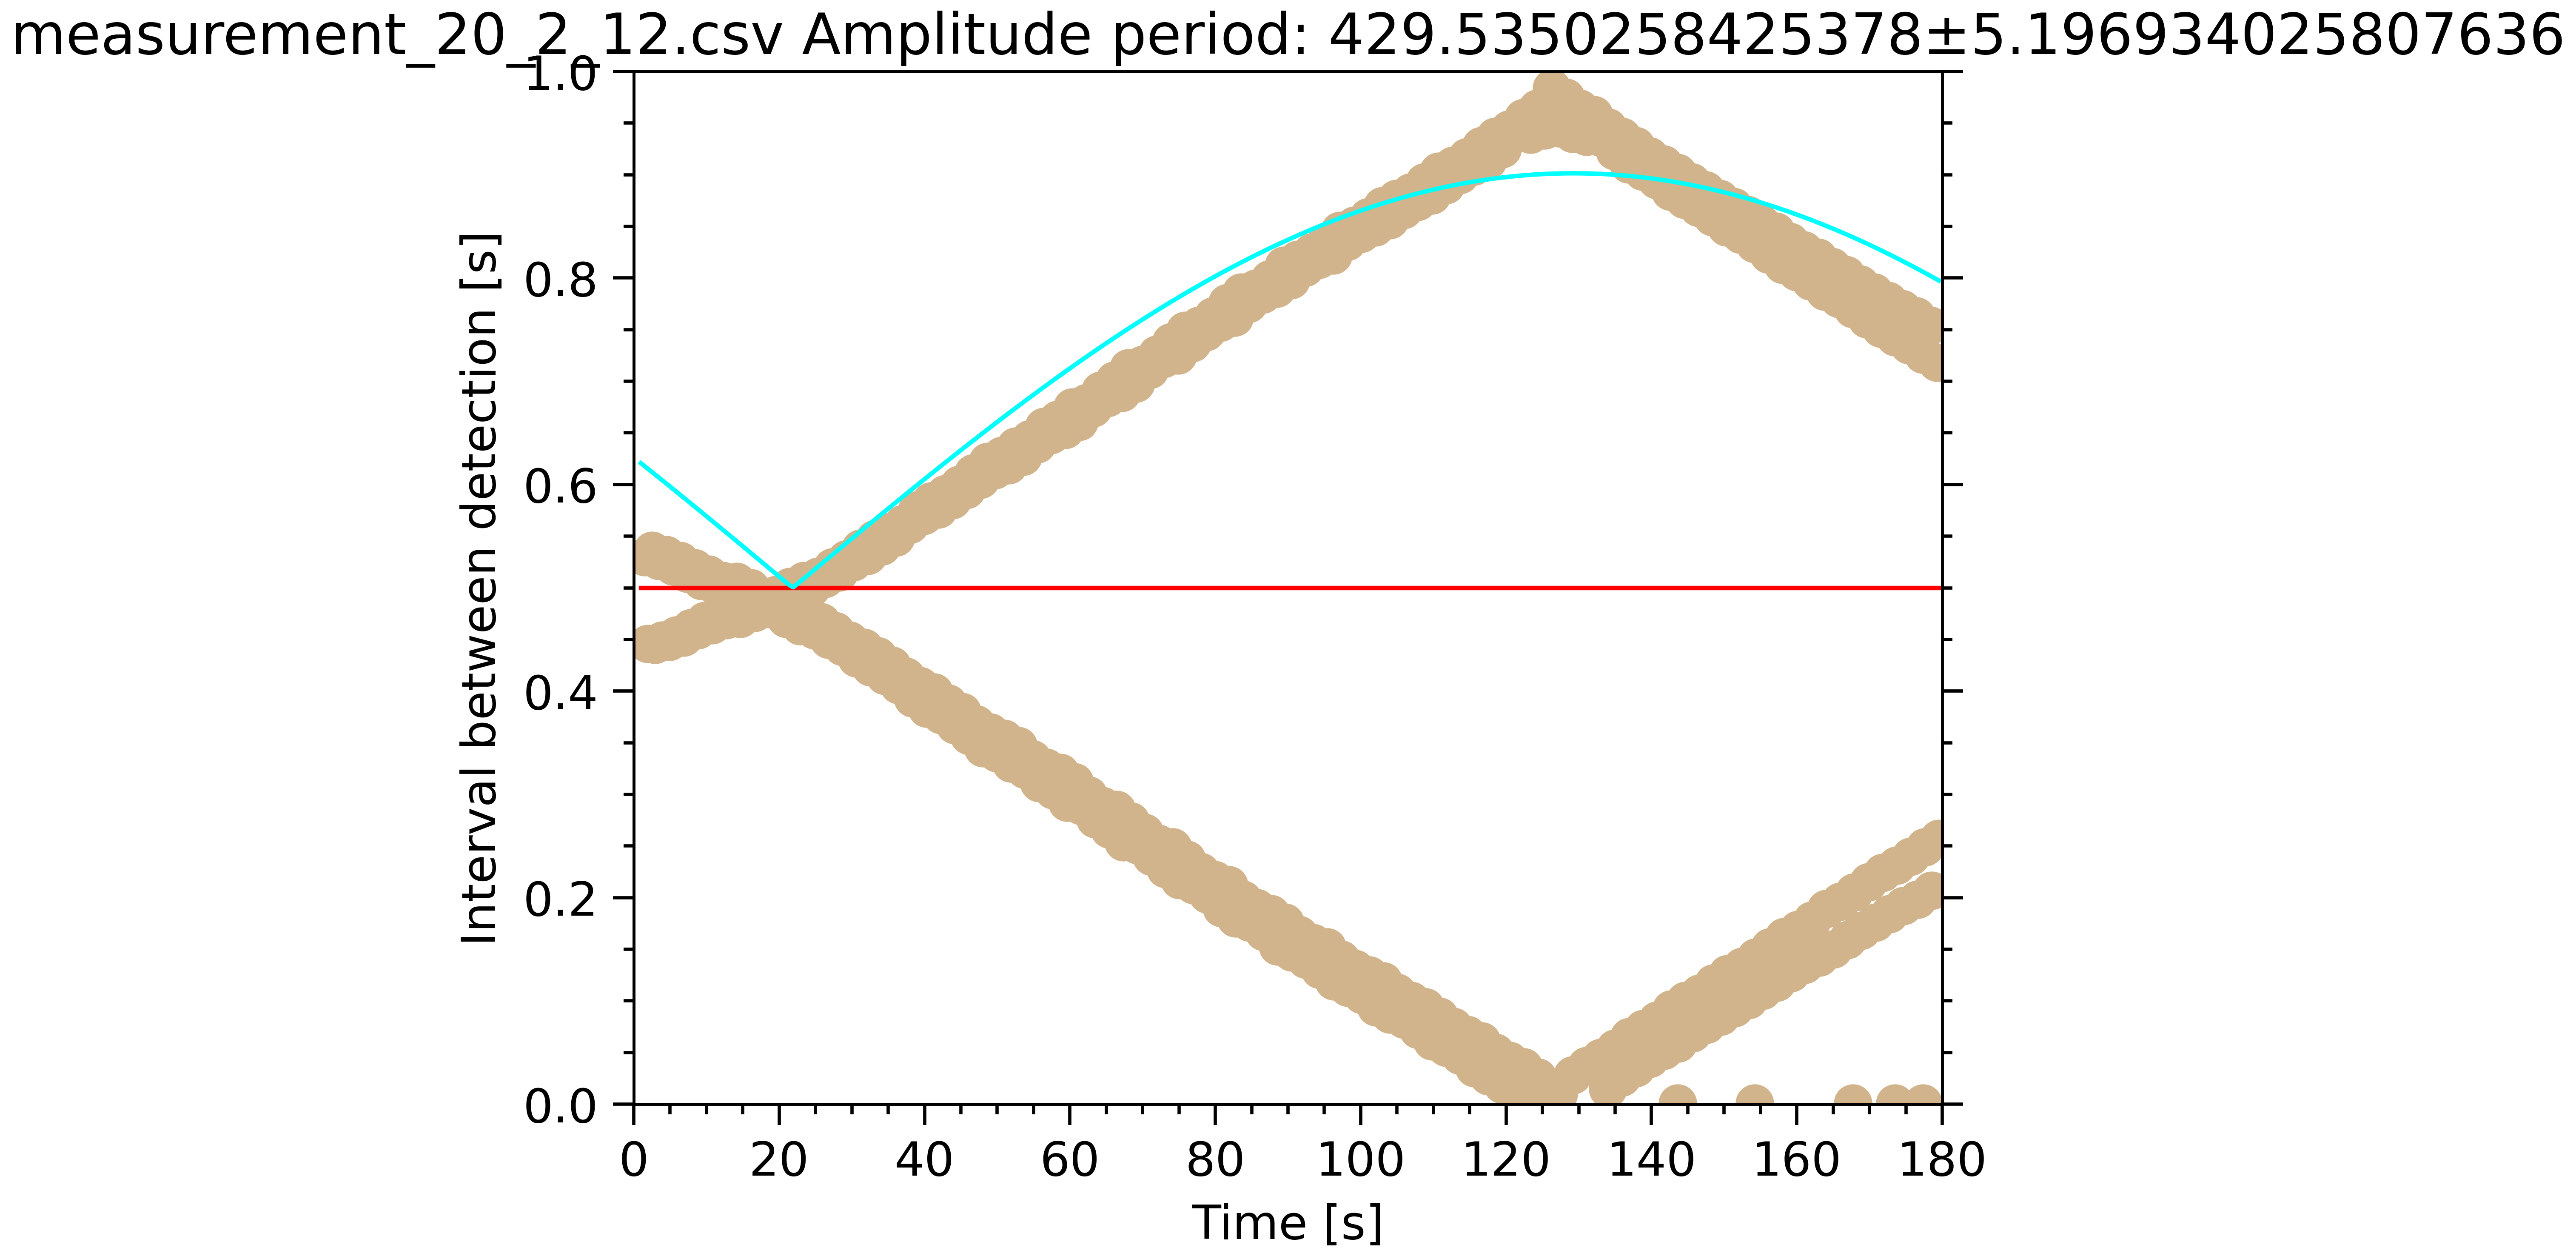 measurement_20_2_12.csv Amplitude period: 429.5350258425378±5.196934025807636
1.0
0.8
0.6
0.4
0.2
0.0
Interval between detection [s]
0 20 40 60 80 100 120 140 160 180
Time [s]